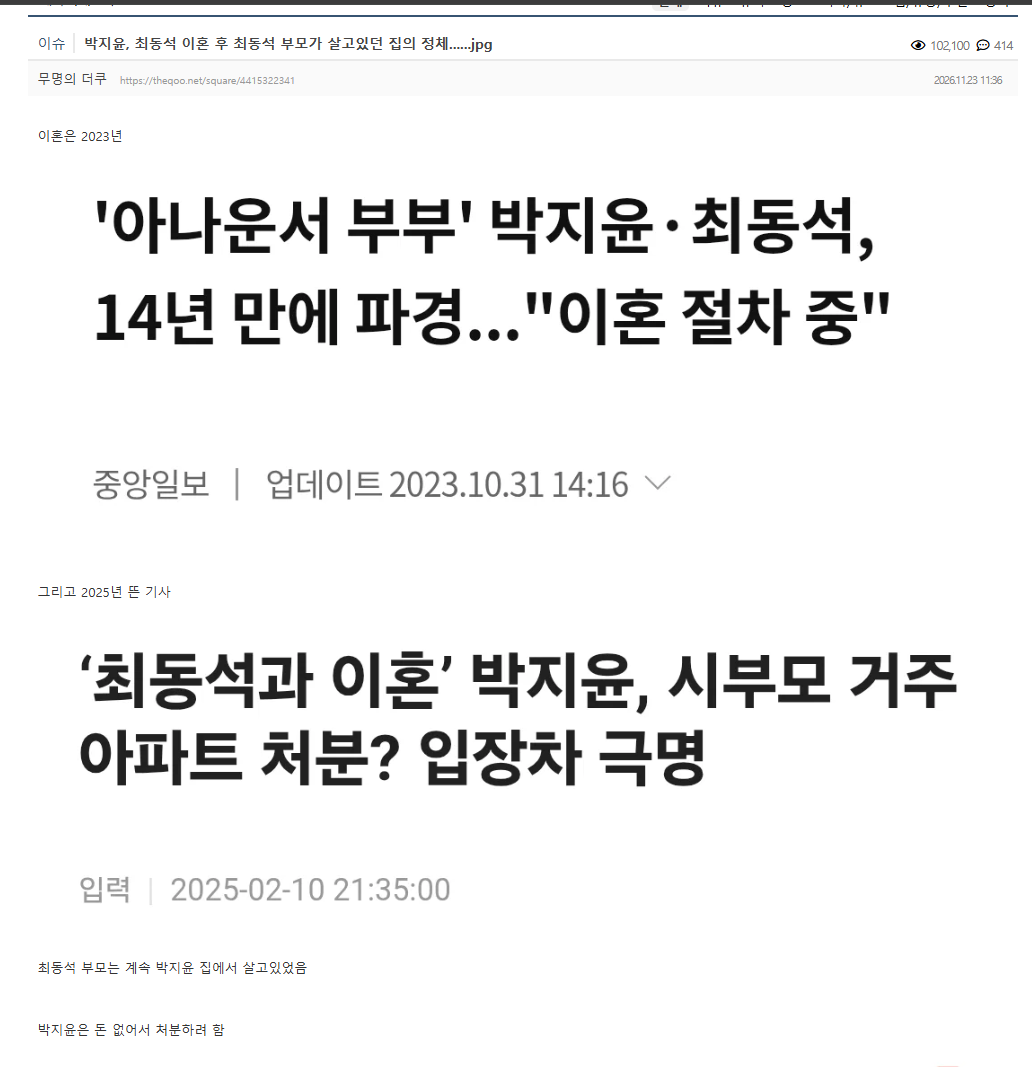 이슈 박지윤, 최동석 이혼 후 최동석 부모가 살고있던 집의 정체......jpg 102,100 414
무명의 더쿠 https://theqoo.net/square/4415322341 2026.11.23 11:36
이혼은 2023년
'아나운서 부부' 박지윤·최동석,
14년 만에 파경..."이혼 절차 중"
중앙일보 | 업데이트 2023.10.31 14:16
그리고 2025년 뜬 기사
‘최동석과 이혼’ 박지윤, 시부모 거주
아파트 처분? 입장차 극명
입력 | 2025-02-10 21:35:00
최동석 부모는 계속 박지윤 집에서 살고있었음
박지윤은 돈 없어서 처분하려 함